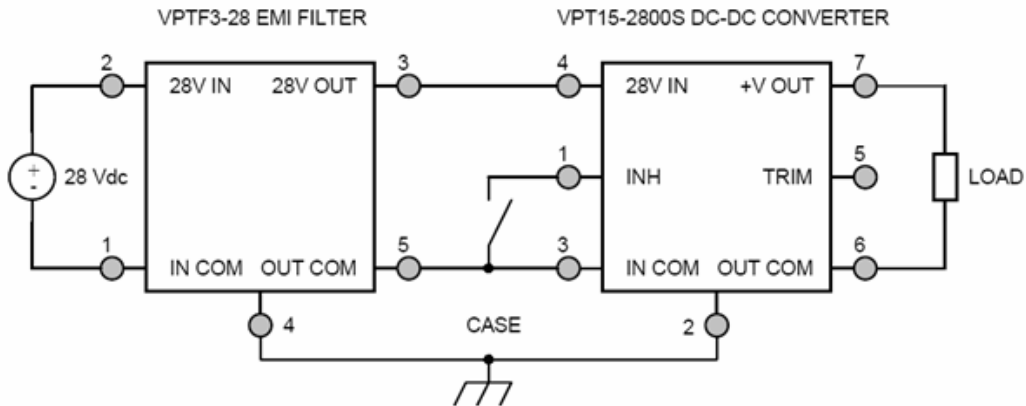 VPTF3-28 EMI FILTER VPT15-2800S DC-DC CONVERTER
2 3 4 7
28V IN 28V OUT 28V IN +V OUT
1 5
+
- 28 Vdc INH TRIM LOAD
1 5 3 6
IN COM OUT COM IN COM OUT COM
4 CASE 2